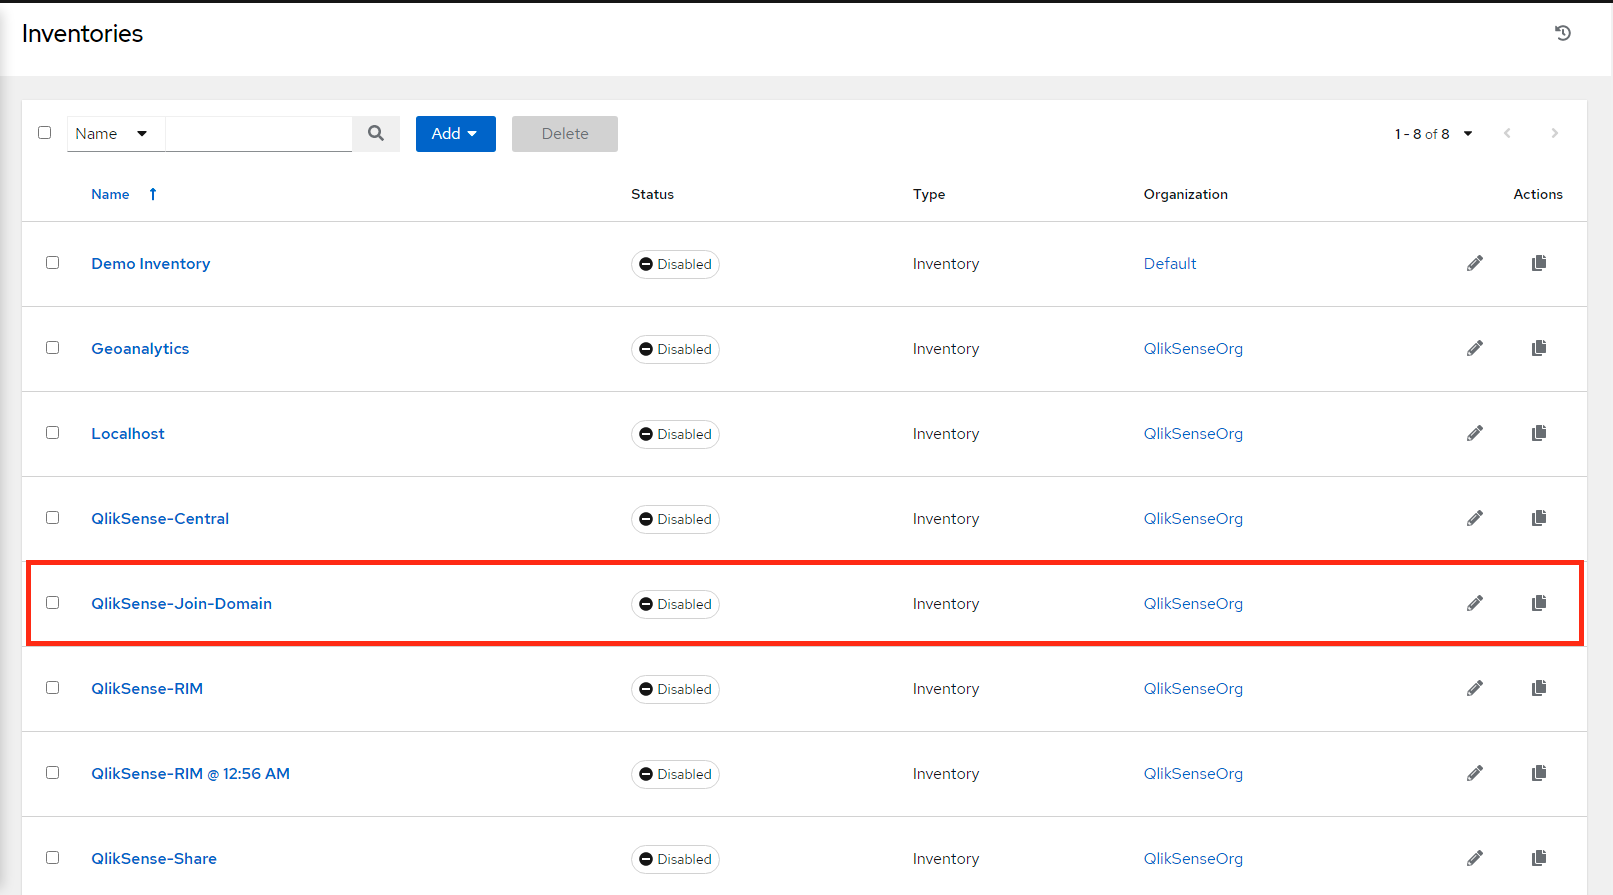 Inventories
Name Add Delete 1 - 8 of 8
Name Status Type Organization Actions
Demo Inventory Disabled Inventory Default
Geoanalytics Disabled Inventory QlikSenseOrg
Localhost Disabled Inventory QlikSenseOrg
QlikSense-Central Disabled Inventory QlikSenseOrg
QlikSense-Join-Domain Disabled Inventory QlikSenseOrg
QlikSense-RIM Disabled Inventory QlikSenseOrg
QlikSense-RIM @ 12:56 AM Disabled Inventory QlikSenseOrg
QlikSense-Share Disabled Inventory QlikSenseOrg